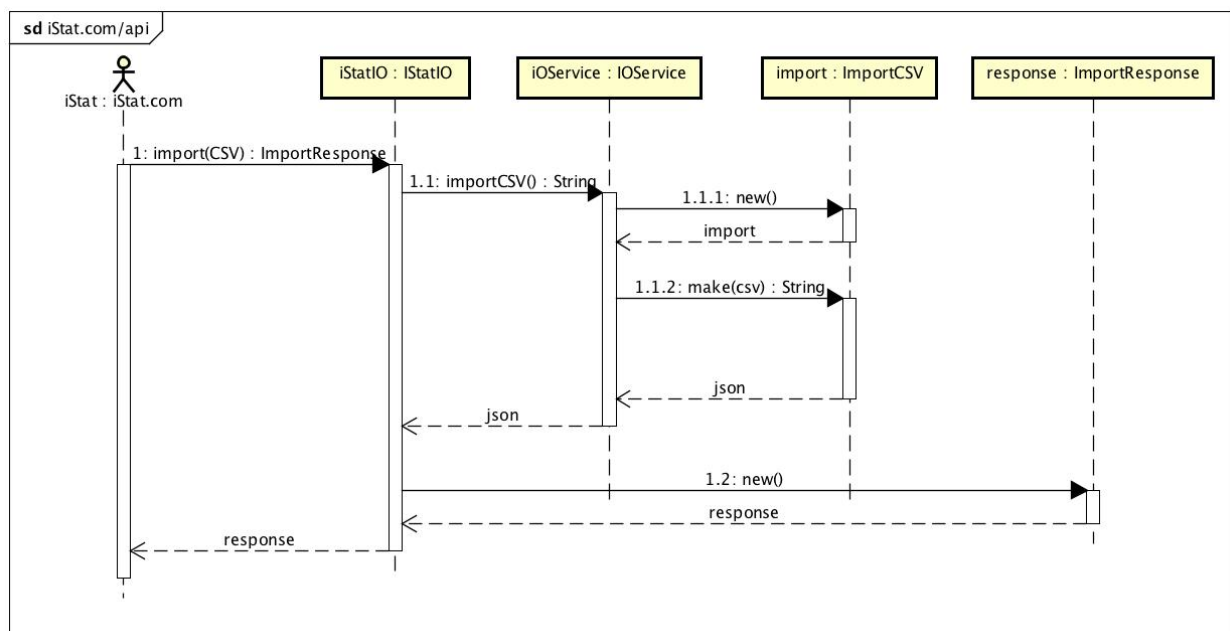 sd iStat.com/api
iStat : iStat.com
iStatIO : IStatIO
iOService : IOService
import : ImportCSV
response : ImportResponse
1: import(CSV) : ImportResponse
1.1: importCSV() : String
1.1.1: new()
import
1.1.2: make(csv) : String
json
json
1.2: new()
response
response